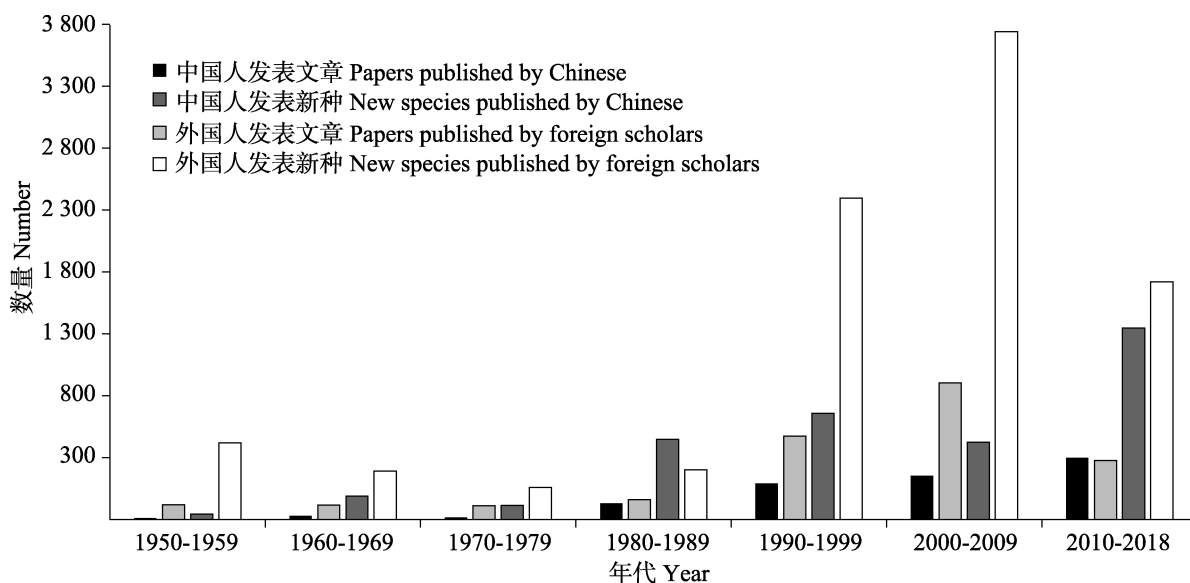 3 800
3 300
2 800
2 300
1 800
1 300
800
300
数量 Number
中国人发表文章 Papers published by Chinese
中国人发表新种 New species published by Chinese
外国人发表文章 Papers published by foreign scholars
外国人发表新种 New species published by foreign scholars
1950-1959 1960-1969 1970-1979 1980-1989 1990-1999 2000-2009 2010-2018
年代 Year